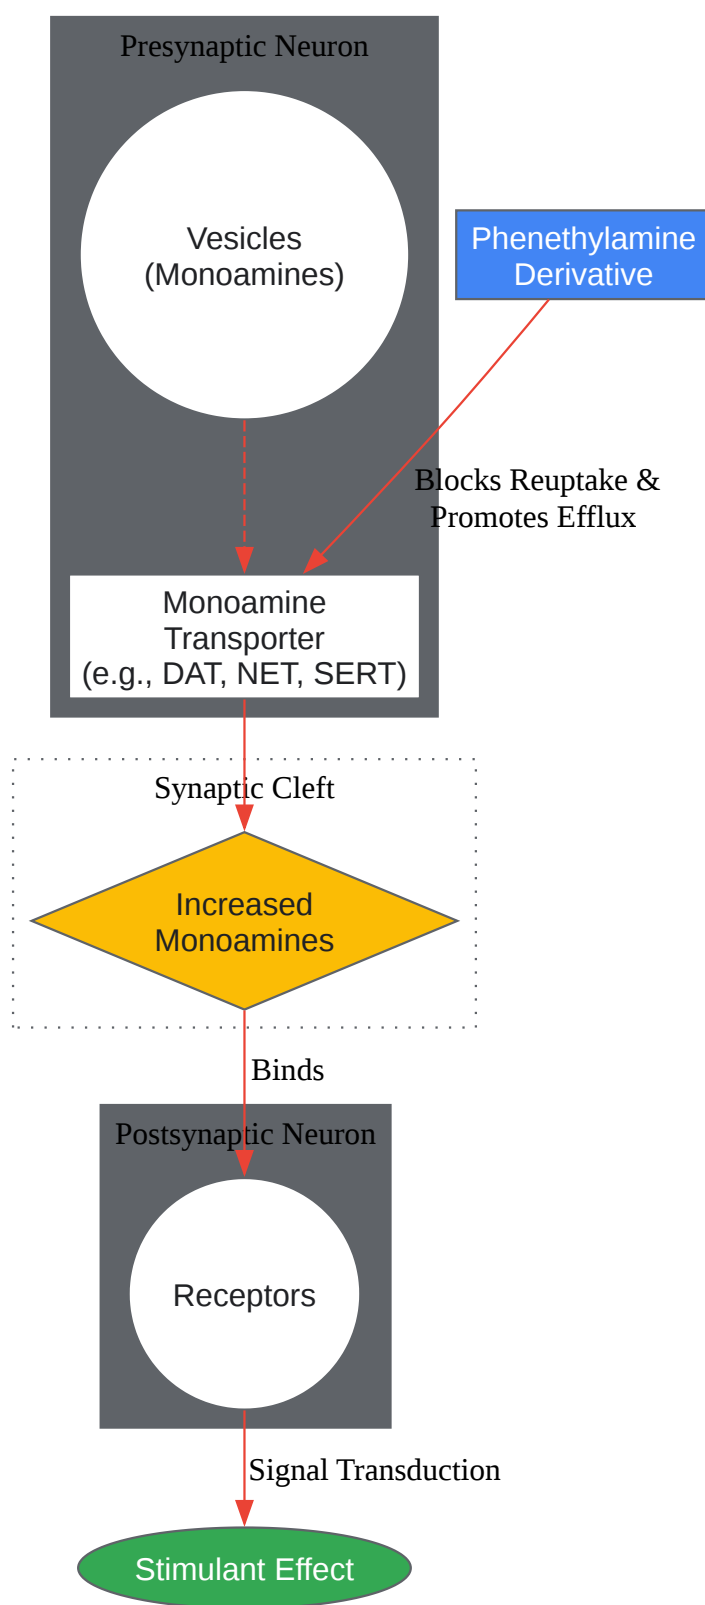 Presynaptic Neuron
Vesicles
(Monoamines)
Phenethylamine
Derivative
Blocks Reuptake &
Promotes Efflux
Monoamine
Transporter
(e.g., DAT, NET, SERT)
Synaptic Cleft
Increased
Monoamines
Binds
Postsynaptic Neuron
Receptors
Signal Transduction
Stimulant Effect